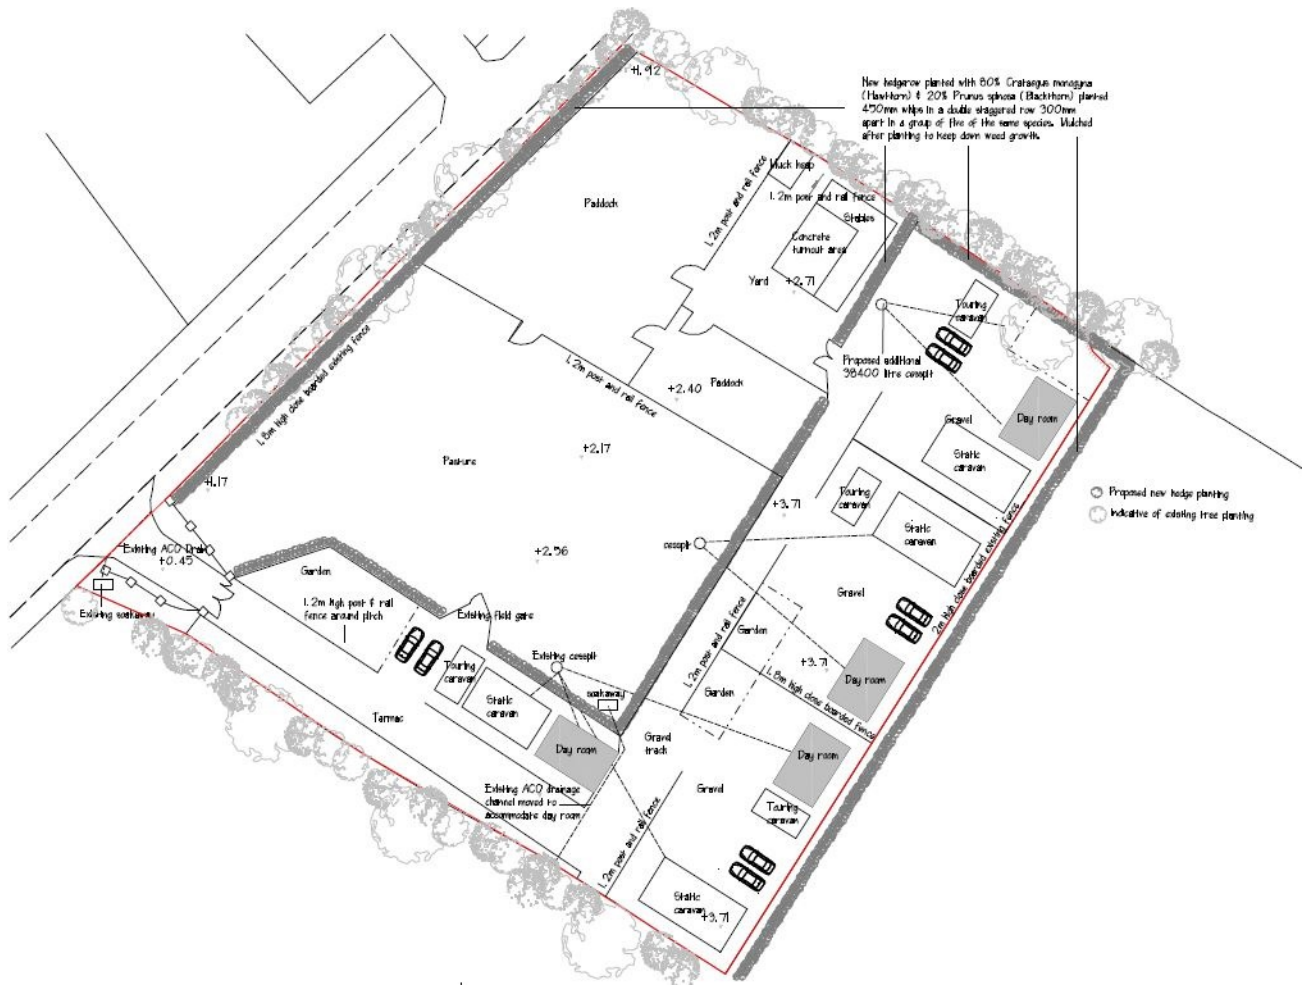 +1.92
New hedgerow planted with 80% Crataegus monogyna
(Hawthorn) & 20% Prunus spinosa (Blackthorn) planted
450mm whips in a double staggered row 300mm
apart in a group of five of the same species. Mulched
after planting to keep down weed growth.
Muck heap
1.2m post and rail fence
1.2m post and rail fence
Paddock
Stables
Concrete
turnout area
Yard +2.71
Touring
caravan
1.8m high close boarded existing fence
Proposed additional
38400 litre cesspit
1.2m post and rail fence
Paddock
+2.40
Day room
Gravel
Static
caravan
Pasture
+2.17
+1.17
Touring
caravan
+3.71
Static
caravan
Proposed new hedge planting
Indicative of existing tree planting
2m High close boarded existing fence
Existing ACO Drain
+0.45
+2.56
cesspit
Garden
Gravel
Existing soakaway
1.2m high post & rail
fence around pitch
Existing field gate
1.2m post and rail fence
Garden
+3.71
Existing cesspit
Touring
caravan
1.8m high close boarded fence
Day room
Garden
soakaway
Static
caravan
Tarmac
Gravel
track
Day room
Day room
Existing ACO drainage
channel moved to
accommodate day room
Gravel
Touring
caravan
1.2m post and rail fence
Static
caravan
+3.71